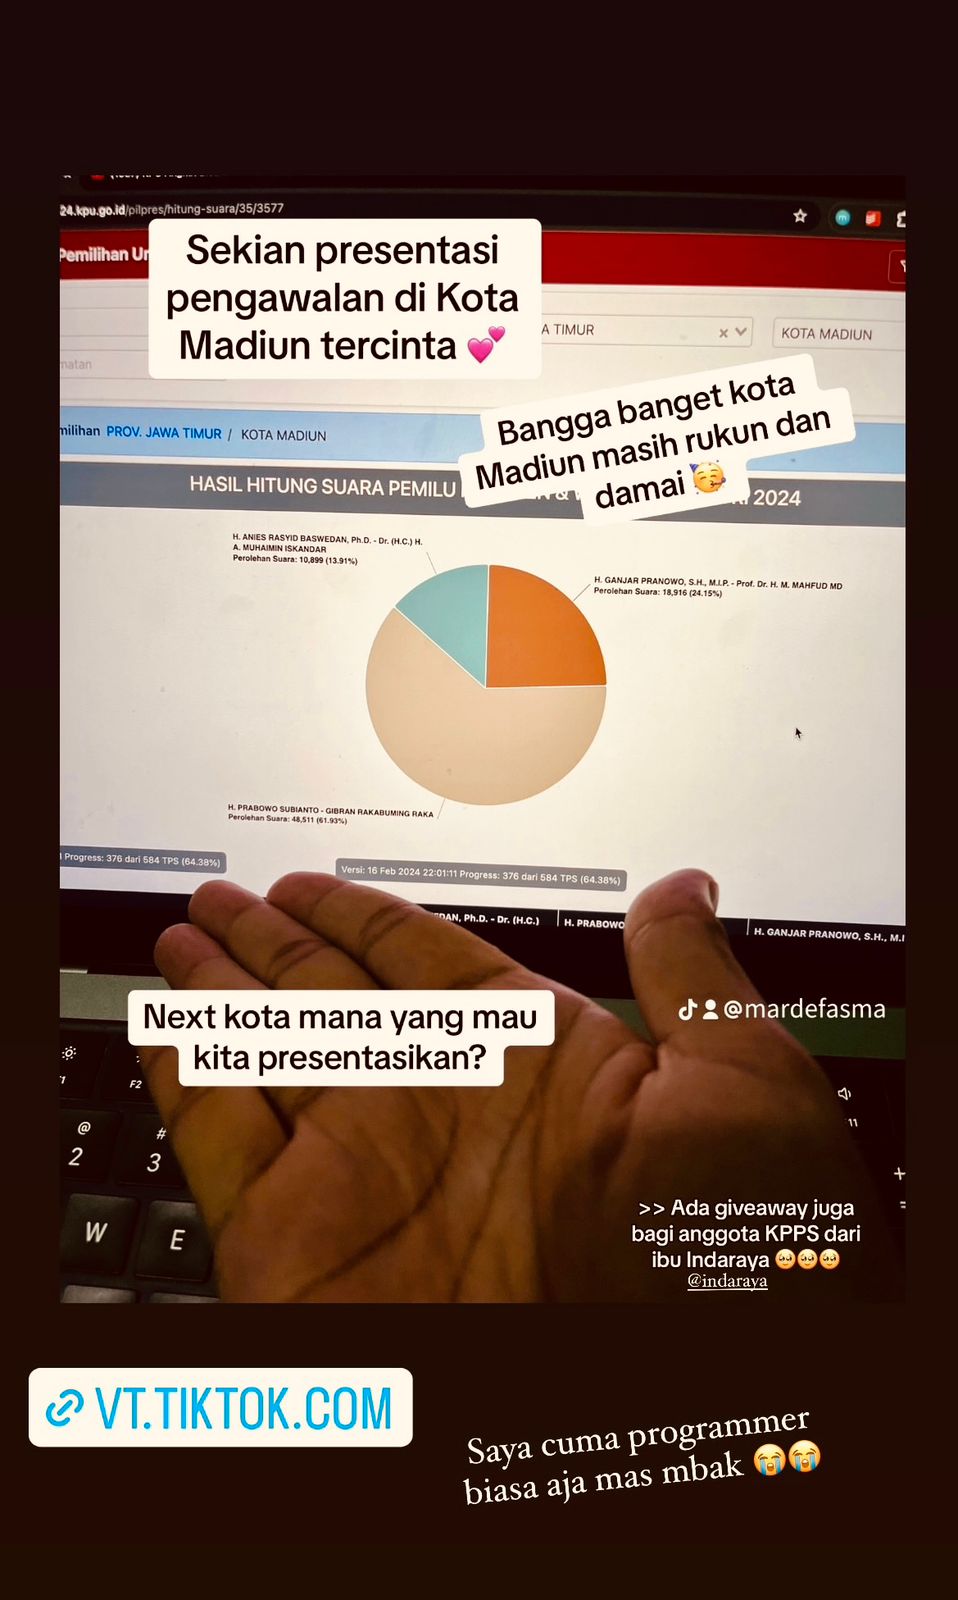 24.kpu.go.id/pilpres/hitung-suara/35/3577
Pemilihan
Sekian presentasi
pengawalan di Kota
Madiun tercinta 💕
A TIMUR
KOTA MADIUN
Bangga banget kota
Madiun masih rukun dan
damai 🥳
PROV. JAWA TIMUR / KOTA MADIUN
HASIL HITUNG SUARA PEMILU
2024
H. ANIES RASYID BASWEDAN, Ph.D. - Dr. (H.C.) H.
A. MUHAIMIN ISKANDAR
Perolehan Suara: 10,899 (13.91%)
H. GANJAR PRANOWO, S.H., M.I.P. - Prof. Dr. H. M. MAHFUD MD
Perolehan Suara: 18,916 (24.15%)
H. PRABOWO SUBIANTO - GIBRAN RAKABUMING RAKA
Perolehan Suara: 48,511 (61.93%)
Progress: 376 dari 584 TPS (64.38%)
Versi: 16 Feb 2024 22:01:11 Progress: 376 dari 584 TPS (64.38%)
DAN, Ph.D. - Dr. (H.C.)
H. PRABOWO
H. GANJAR PRANOWO, S.H., M.I
Next kota mana yang mau
kita presentasikan?
@mardefasma
F2
11
@
2
#
3
W
E
+
=
>> Ada giveaway juga
bagi anggota KPPS dari
ibu Indaraya 🥺🥺🥺
@indaraya
VT.TIKTOK.COM
Saya cuma programmer
biasa aja mas mbak 😭😭